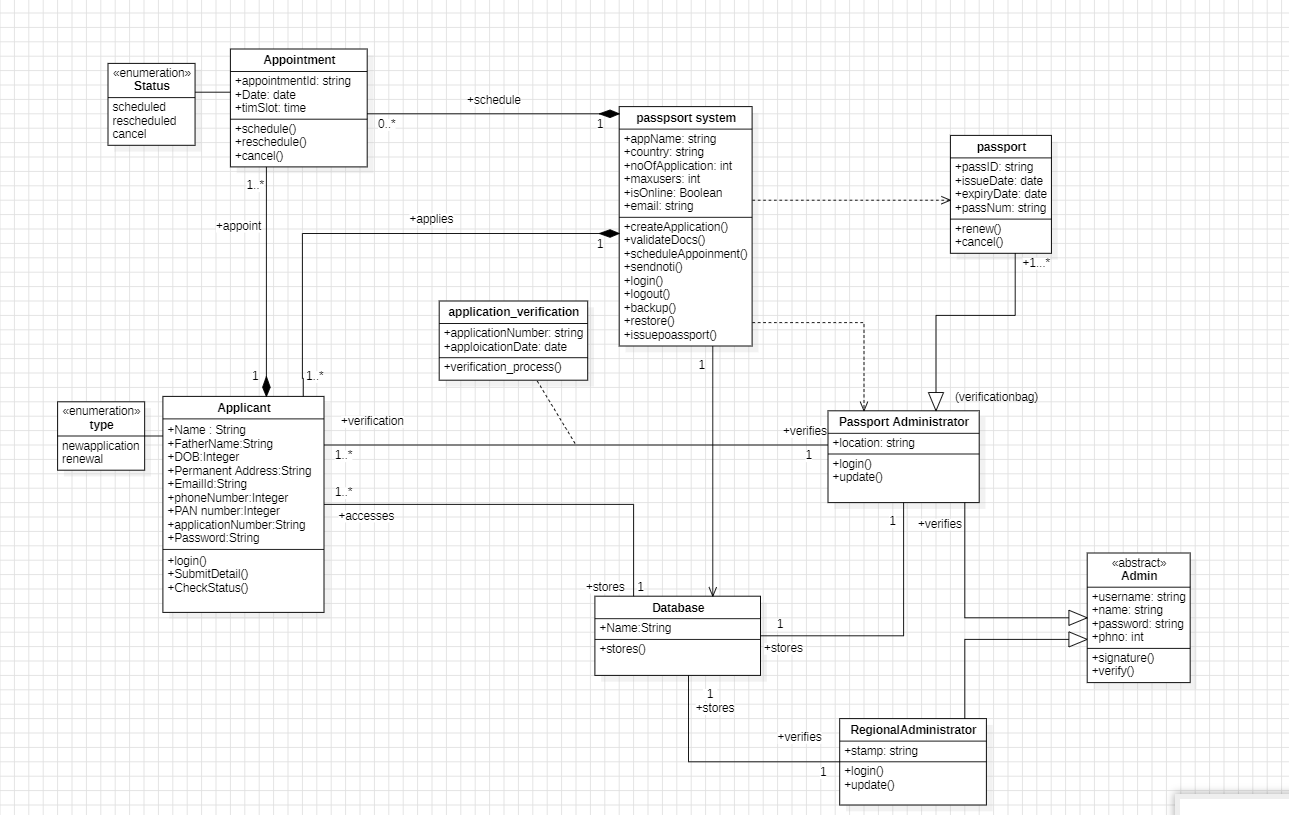 «enumeration»
Status
scheduled
rescheduled
cancel
Appointment
+appointmentId: string
+Date: date
+timSlot: time
+schedule()
+reschedule()
+cancel()
+schedule
0..*
1
passpsort system
+appName: string
+country: string
+noOfApplication: int
+maxusers: int
+isOnline: Boolean
+email: string
+createApplication()
+validateDocs()
+scheduleAppoinment()
+sendnoti()
+login()
+logout()
+backup()
+restore()
+issuepoassport()
passport
+passID: string
+issueDate: date
+expiryDate: date
+passNum: string
+renew()
+cancel()
+1...*
1..*
+appoint
+applies
1
application_verification
+applicationNumber: string
+apploicationDate: date
+verification_process()
1
1
1..*
(verificationbag)
«enumeration»
type
newapplication
renewal
Applicant
+Name : String
+FatherName:String
+DOB:Integer
+Permanent Address:String
+EmailId:String
+phoneNumber:Integer
+PAN number:Integer
+applicationNumber:String
+Password:String
+login()
+SubmitDetail()
+CheckStatus()
+verification
1..*
+verifies
1
Passport Administrator
+location: string
+login()
+update()
1..*
+accesses
1
+verifies
+stores
1
Database
+Name:String
+stores()
1
+stores
«abstract»
Admin
+username: string
+name: string
+password: string
+phno: int
+signature()
+verify()
1
+stores
+verifies
1
RegionalAdministrator
+stamp: string
+login()
+update()